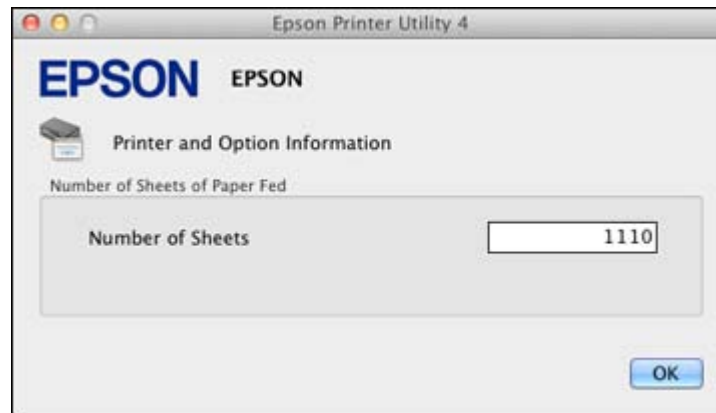 Epson Printer Utility 4
EPSON EPSON
Printer and Option Information
Number of Sheets of Paper Fed
Number of Sheets 1110
OK